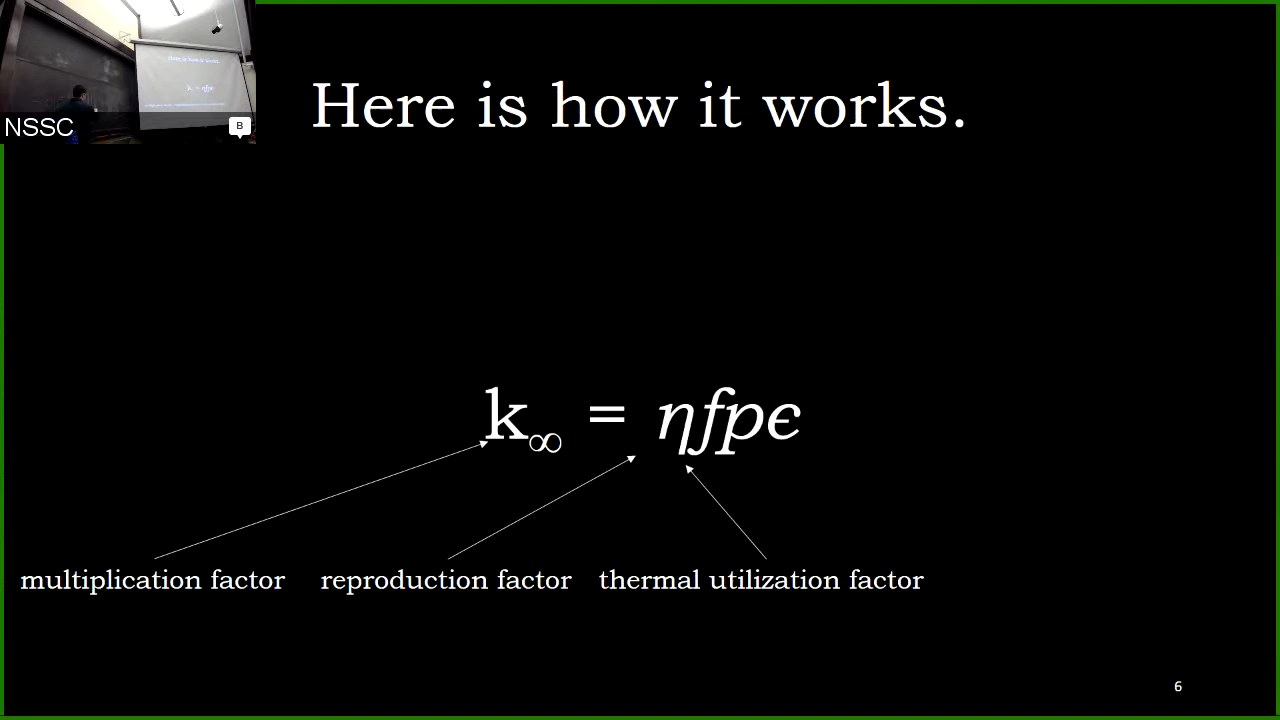 NSSC
B
Here is how it works.
k∞ = ηfpϵ
multiplication factor reproduction factor thermal utilization factor
6